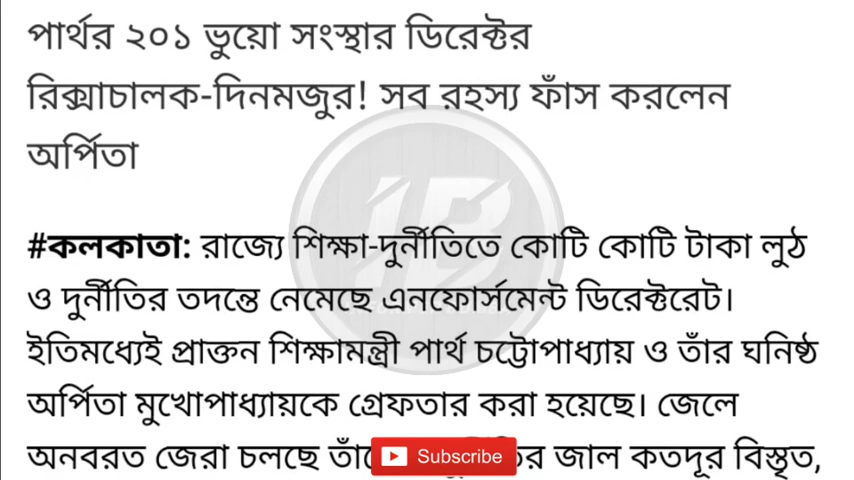 পার্থর ২০১ ভুয়ো সংস্থার ডিরেক্টর
রিক্সাচালক-দিনমজুর! সব রহস্য ফাঁস করলেন
অর্পিতা
#কলকাতা: রাজ্যে শিক্ষা-দুর্নীতিতে কোটি কোটি টাকা লুঠ
ও দুর্নীতির তদন্তে নেমেছে এনফোর্সমেন্ট ডিরেক্টরেট।
ইতিমধ্যেই প্রাক্তন শিক্ষামন্ত্রী পার্থ চট্টোপাধ্যায় ও তাঁর ঘনিষ্ঠ
অর্পিতা মুখোপাধ্যায়কে গ্রেফতার করা হয়েছে। জেলে
অনবরত জেরা চলছে জাল কতদূর বিস্তৃত,
Subscribe